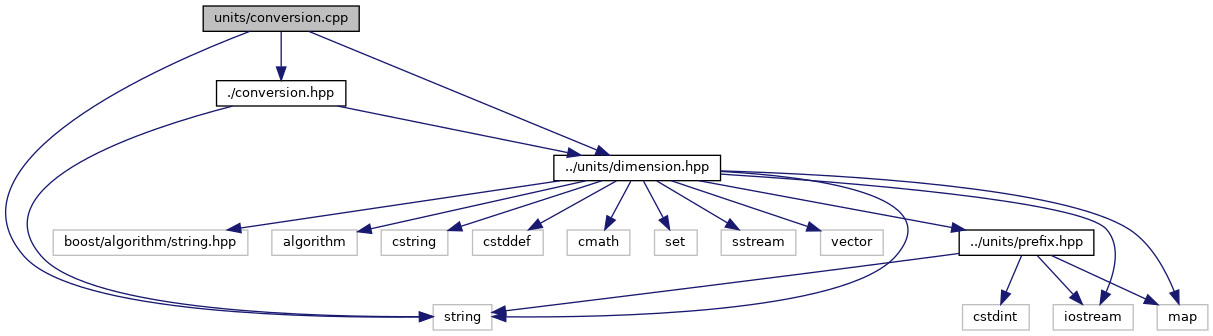 units/conversion.cpp
./conversion.hpp
../units/dimension.hpp
boost/algorithm/string.hpp
algorithm
cstring
cstddef
cmath
set
sstream
vector
../units/prefix.hpp
string
cstdint
iostream
map